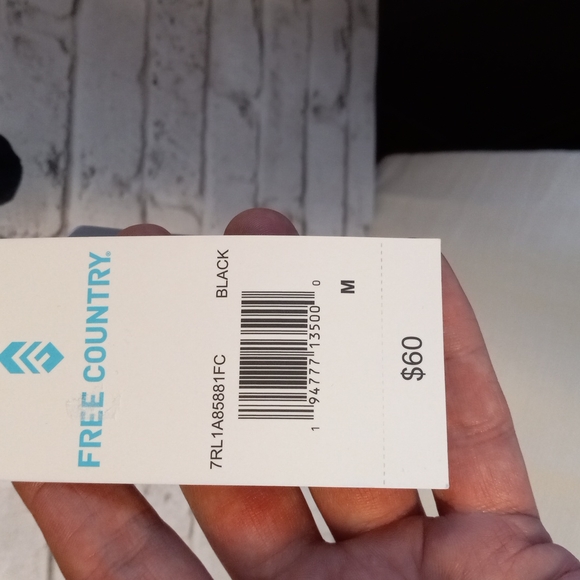 FREE COUNTRY®
7RL1A85881FC BLACK
1 94777 13500 0
M
$60